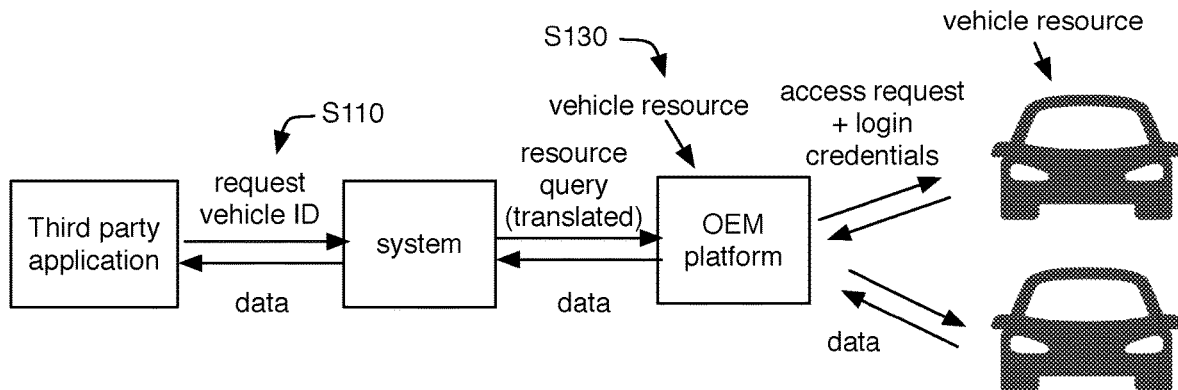 vehicle resource
S130
S110
vehicle resource
access request
+ login
credentials
request
vehicle ID
resource
query
(translated)
Third party
application
system
OEM
platform
data
data
data